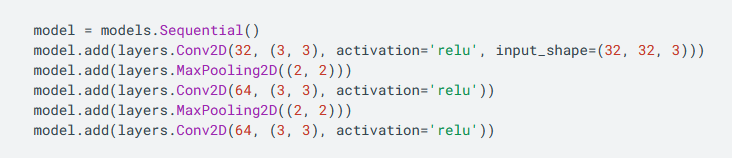 model = models.Sequential()
model.add(layers.Conv2D(32, (3, 3), activation='relu', input_shape=(32, 32, 3)))
model.add(layers.MaxPooling2D((2, 2)))
model.add(layers.Conv2D(64, (3, 3), activation='relu'))
model.add(layers.MaxPooling2D((2, 2)))
model.add(layers.Conv2D(64, (3, 3), activation='relu'))